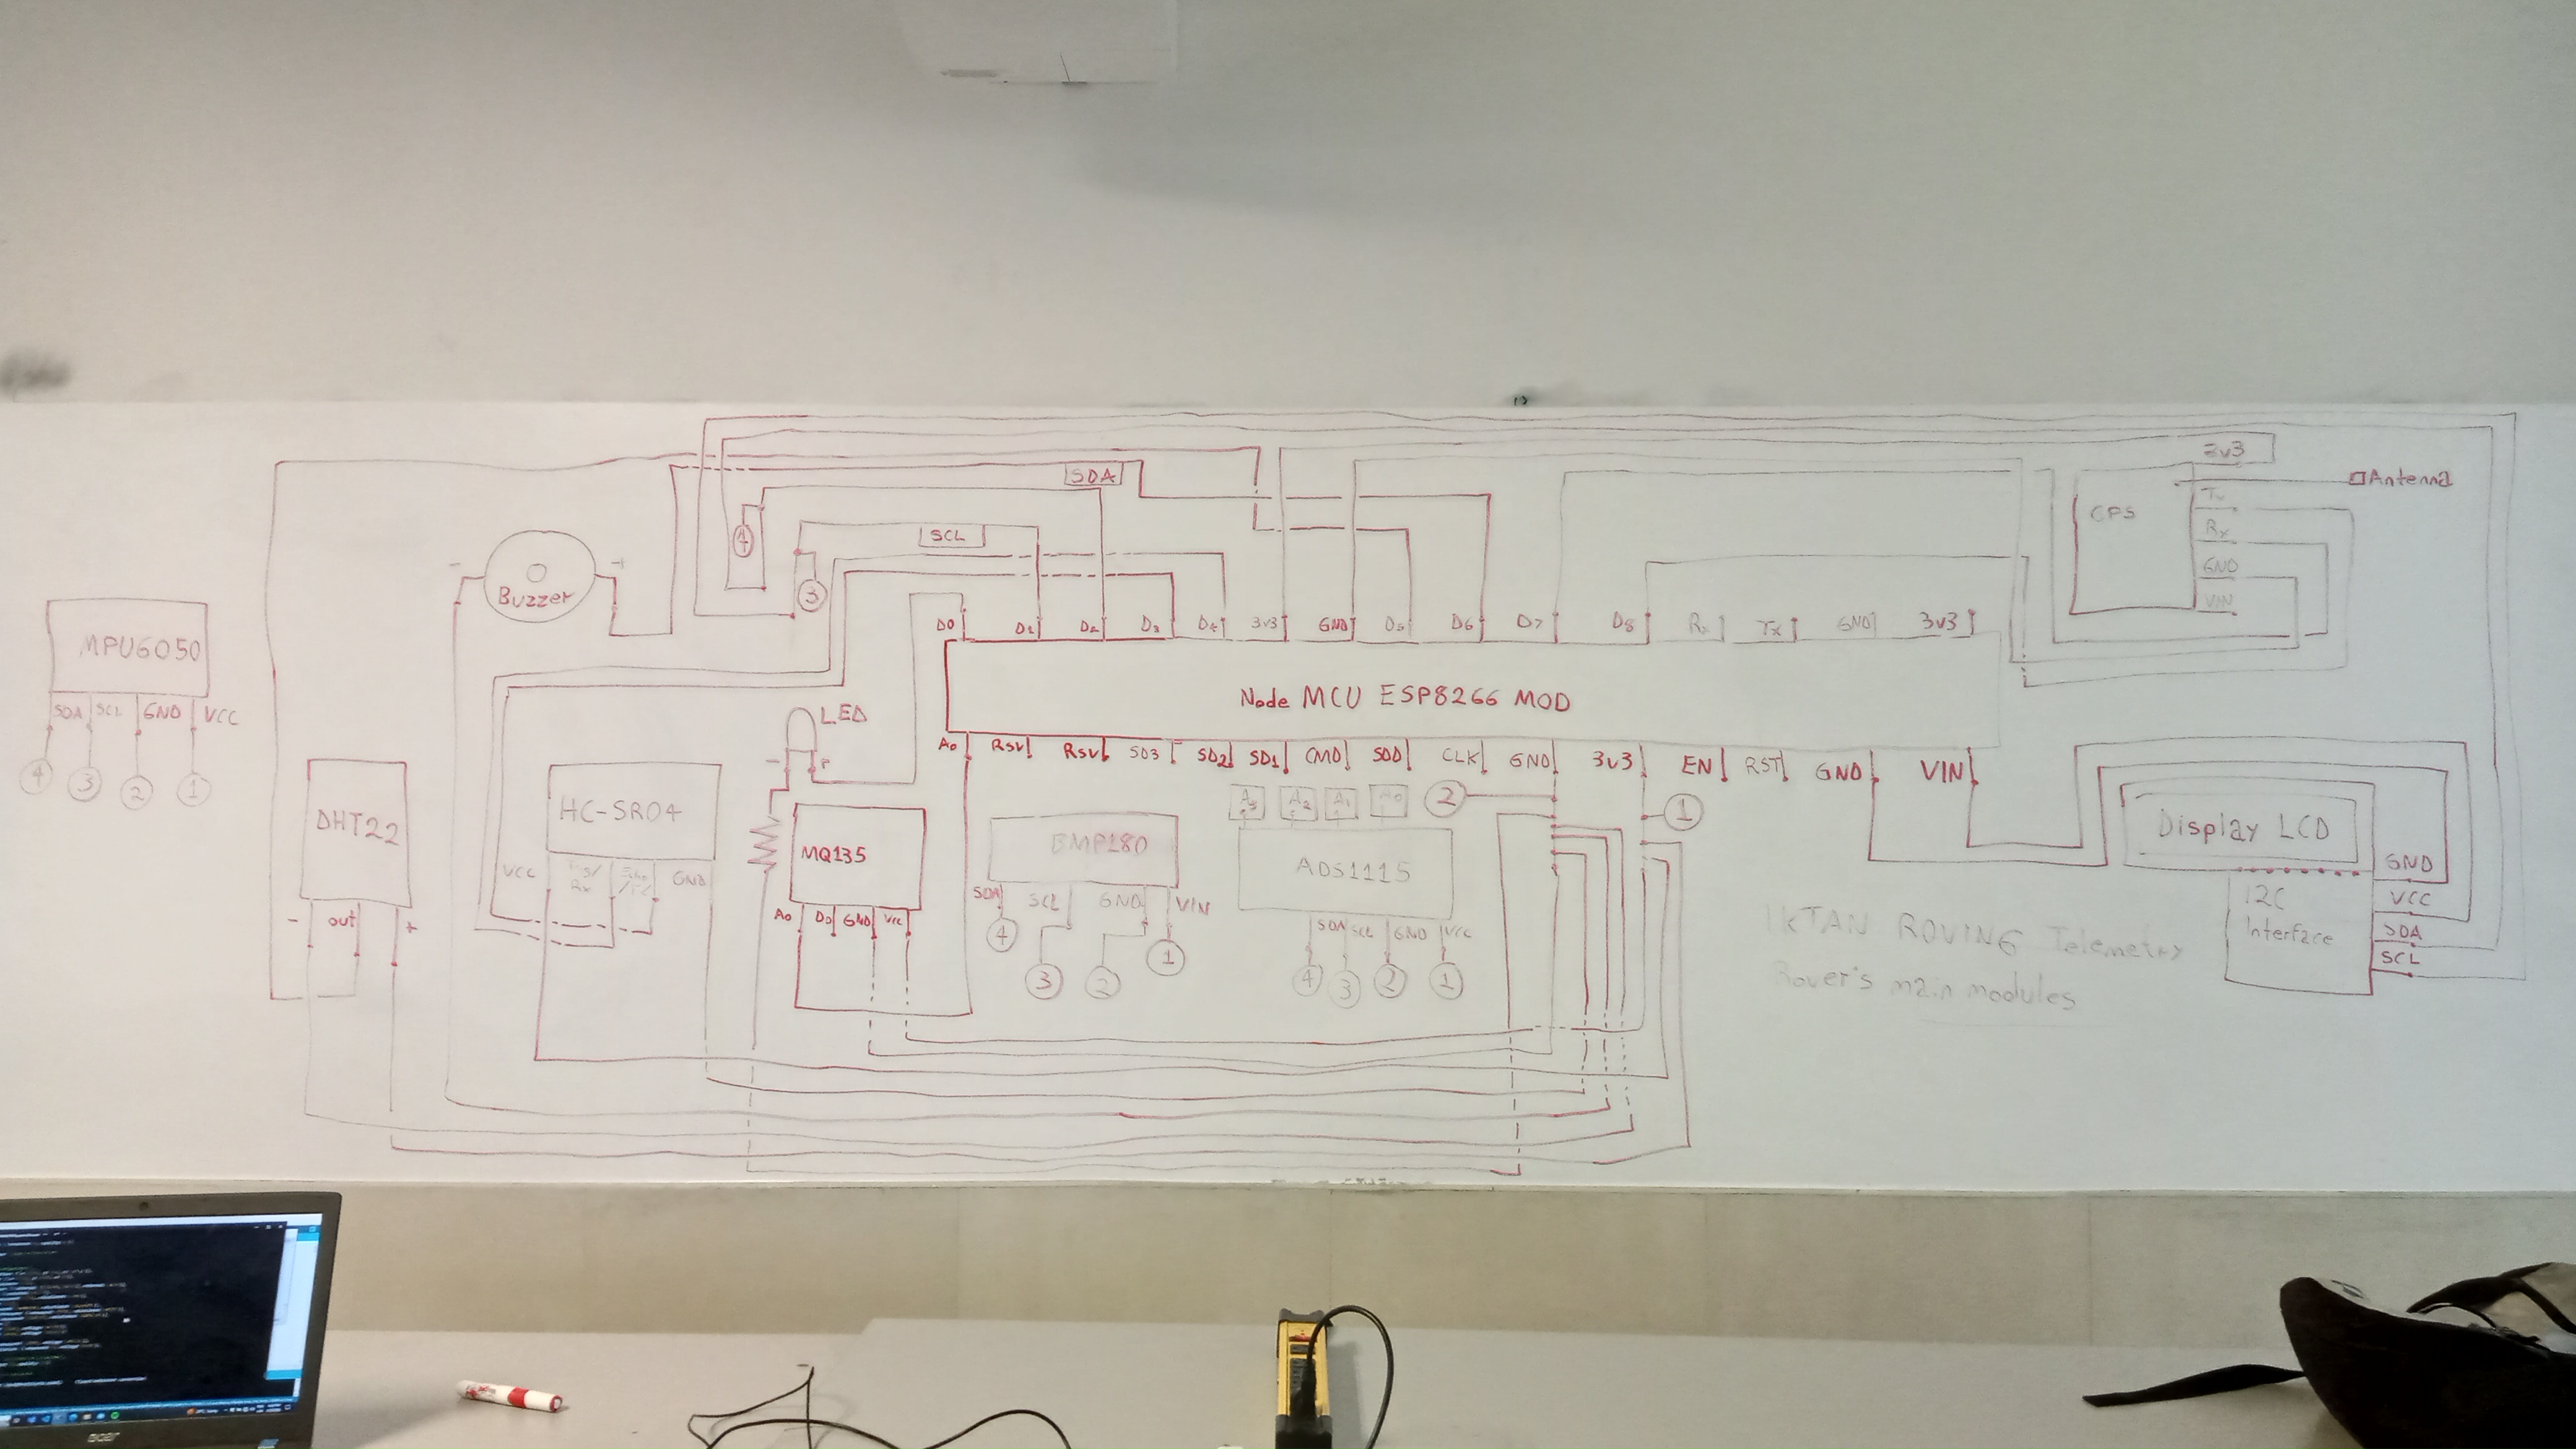 3v3
Antenna
SDA
Tx
CPS
Rx
4
SCL
- +
GND
Buzzer
3
VIN
D0 D1 D2 D3 D4 3v3 GND D5 D6 D7 D8 Rx Tx GND 3v3
MPU6050
Node MCU ESP8266 MOD
SDA SCL GND VCC
LED
A0 RSV RSV SD3 SD2 SD1 CMD SD0 CLK GND 3v3 EN RST GND VIN
- +
4 3 2 1
A3 A2 A1 A0 2 1
DHT22
HC-SR04
MQ135
BMP180
ADS1115
Display LCD
GND
VCC Trig/Rx Echo/Tx GND
I2C
Interface
VCC
SDA
SCL
- out +
A0 D0 GND VCC
SDA SCL GND VIN
4 3 2 1
SDA SCL GND VCC
4 3 2 1
IKTAN ROVING Telemetry
Rover's main modules
acer